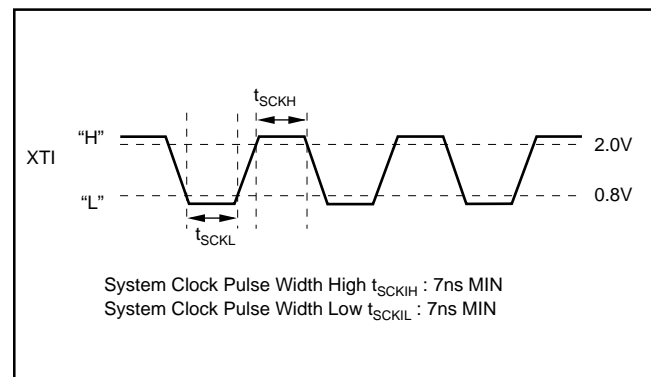 tSCKH
“H”
2.0V
XTI
0.8V
“L”
tSCKL
System Clock Pulse Width High tSCKIH : 7ns MIN
System Clock Pulse Width Low tSCKIL : 7ns MIN